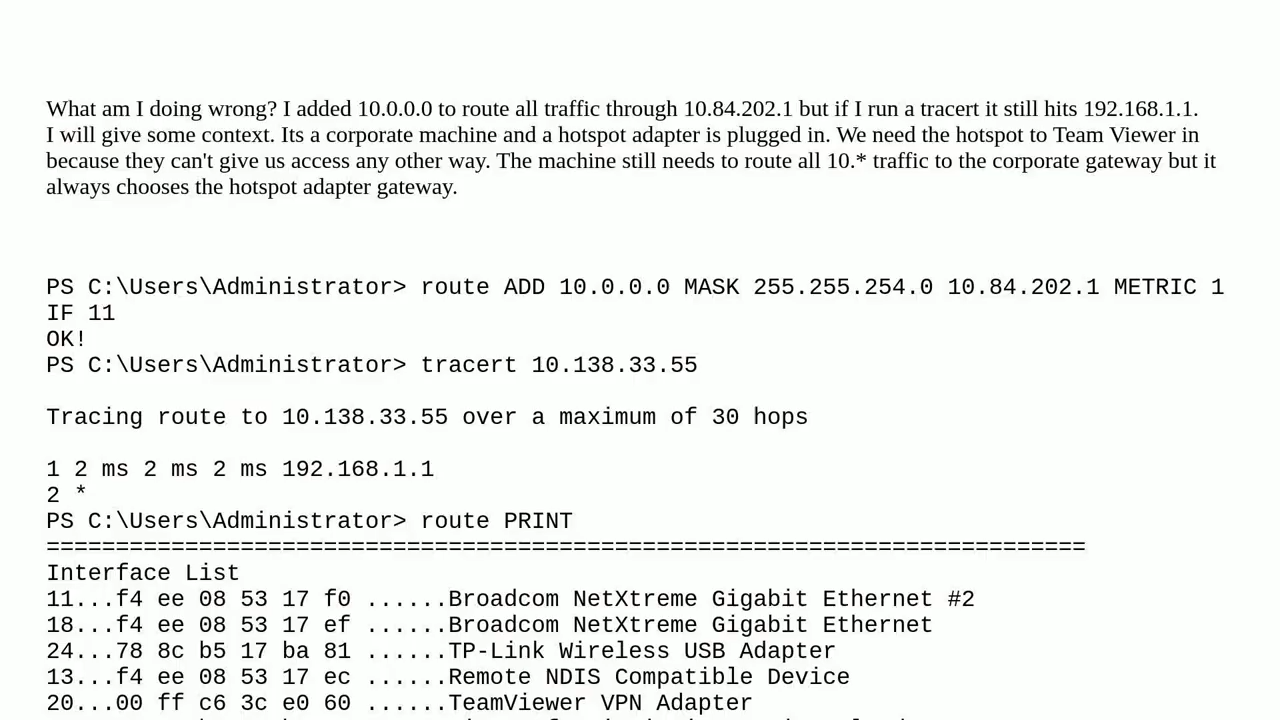 What am I doing wrong? I added 10.0.0.0 to route all traffic through 10.84.202.1 but if I run a tracert it still hits 192.168.1.1.
I will give some context. Its a corporate machine and a hotspot adapter is plugged in. We need the hotspot to Team Viewer in
because they can't give us access any other way. The machine still needs to route all 10.* traffic to the corporate gateway but it
always chooses the hotspot adapter gateway.
PS C:\Users\Administrator> route ADD 10.0.0.0 MASK 255.255.254.0 10.84.202.1 METRIC 1
IF 11
OK!
PS C:\Users\Administrator> tracert 10.138.33.55
Tracing route to 10.138.33.55 over a maximum of 30 hops
1 2 ms 2 ms 2 ms 192.168.1.1
2 *
PS C:\Users\Administrator> route PRINT
===========================================================================
Interface List
11...f4 ee 08 53 17 f0 ......Broadcom NetXtreme Gigabit Ethernet #2
18...f4 ee 08 53 17 ef ......Broadcom NetXtreme Gigabit Ethernet
24...78 8c b5 17 ba 81 ......TP-Link Wireless USB Adapter
13...f4 ee 08 53 17 ec ......Remote NDIS Compatible Device
20...00 ff c6 3c e0 60 ......TeamViewer VPN Adapter